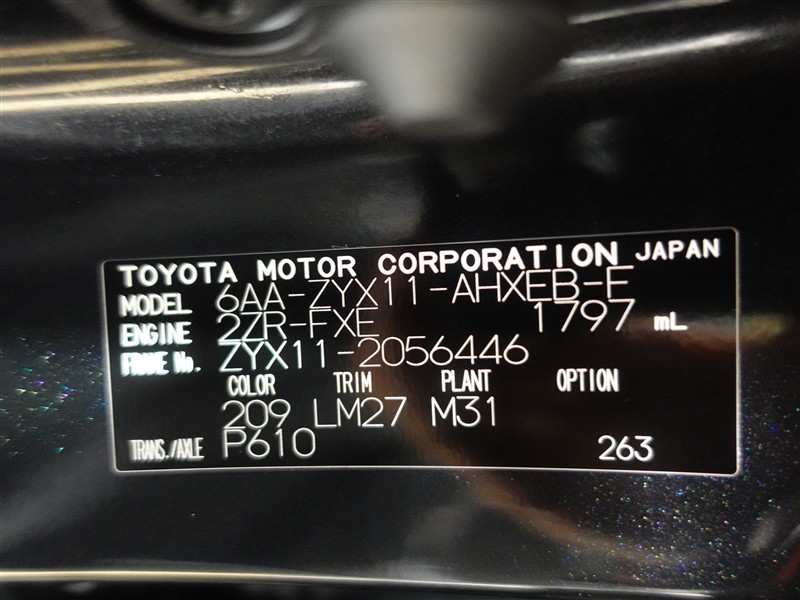 TOYOTA MOTOR CORPORATION JAPAN
MODEL 6AA-ZYX11-AHXEB-E
ENGINE 2ZR-FXE 1797 mL
FRAME No. ZYX11-2056446
COLOR TRIM PLANT OPTION
209 LM27 M31
TRANS./AXLE P610 263